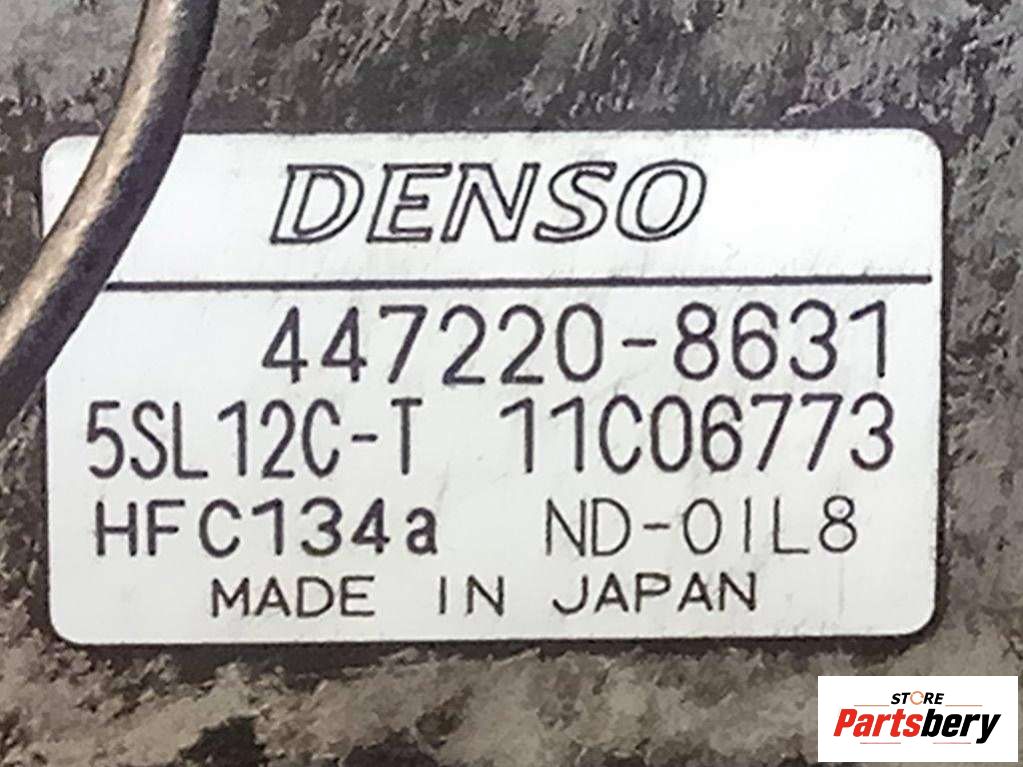 DENSO
447220-8631
5SL12C-T 11C06773
HFC134a ND-OIL8
MADE IN JAPAN
STORE
Partsbery